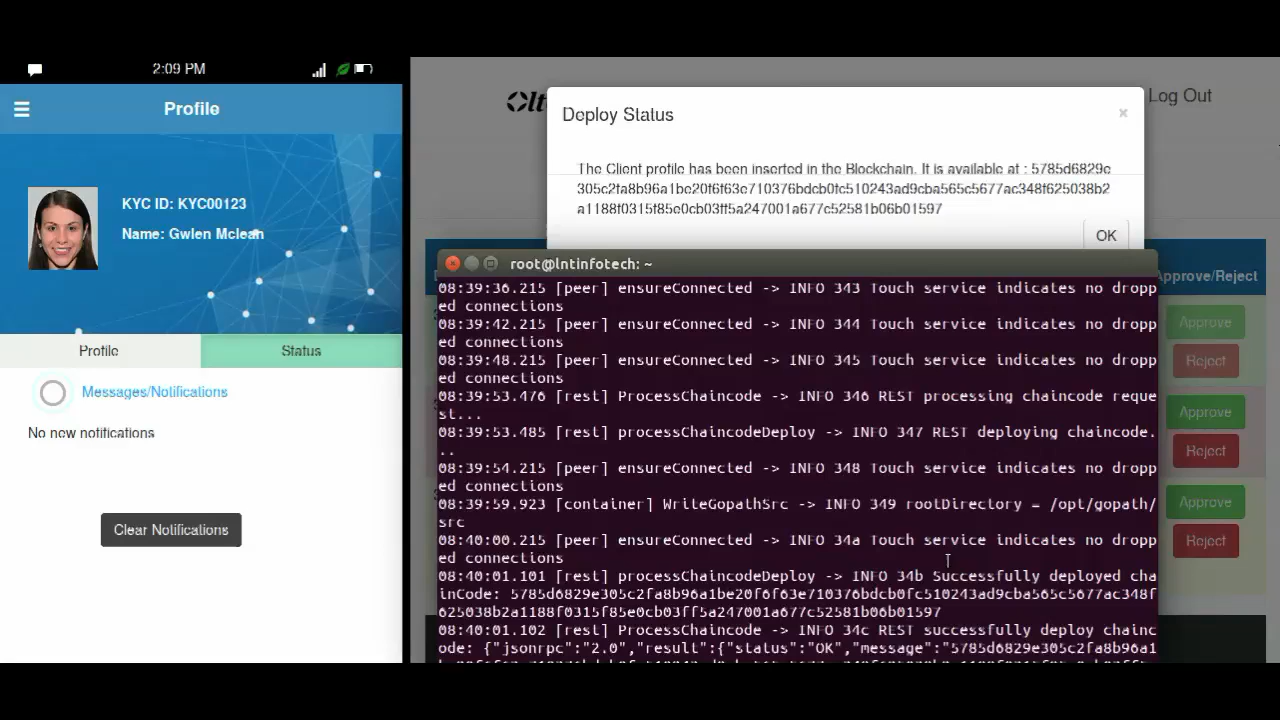 2:09 PM
Profile
KYC ID: KYC00123
Name: Gwlen Mclean
Profile
Status
Messages/Notifications
No new notifications
Clear Notifications
Log Out
Deploy Status
×
The Client profile has been inserted in the Blockchain. It is available at : 5785d6829e
305c2fa8b96a1be20f6f63e710376bdcb0fc510243ad9cba565c5677ac348f625038b2
a1188f0315f85e0cb03ff5a247001a677c52581b06b01597
OK
Approve/Reject
Approve
Reject
Approve
Reject
Approve
Reject
root@lntinfotech: ~
08:39:36.215 [peer] ensureConnected -> INFO 343 Touch service indicates no dropp
ed connections
08:39:42.215 [peer] ensureConnected -> INFO 344 Touch service indicates no dropp
ed connections
08:39:48.215 [peer] ensureConnected -> INFO 345 Touch service indicates no dropp
ed connections
08:39:53.476 [rest] ProcessChaincode -> INFO 346 REST processing chaincode reque
st...
08:39:53.485 [rest] processChaincodeDeploy -> INFO 347 REST deploying chaincode.
..
08:39:54.215 [peer] ensureConnected -> INFO 348 Touch service indicates no dropp
ed connections
08:39:59.923 [container] WriteGopathSrc -> INFO 349 rootDirectory = /opt/gopath/
src
08:40:00.215 [peer] ensureConnected -> INFO 34a Touch service indicates no dropp
ed connections
08:40:01.101 [rest] processChaincodeDeploy -> INFO 34b Successfully deployed cha
inCode: 5785d6829e305c2fa8b96a1be20f6f63e710376bdcb0fc510243ad9cba565c5677ac348f
625038b2a1188f0315f85e0cb03ff5a247001a677c52581b06b01597
08:40:01.102 [rest] ProcessChaincode -> INFO 34c REST successfully deploy chainc
ode: {"jsonrpc":"2.0","result":{"status":"OK","message":"5785d6829e305c2fa8b96a1